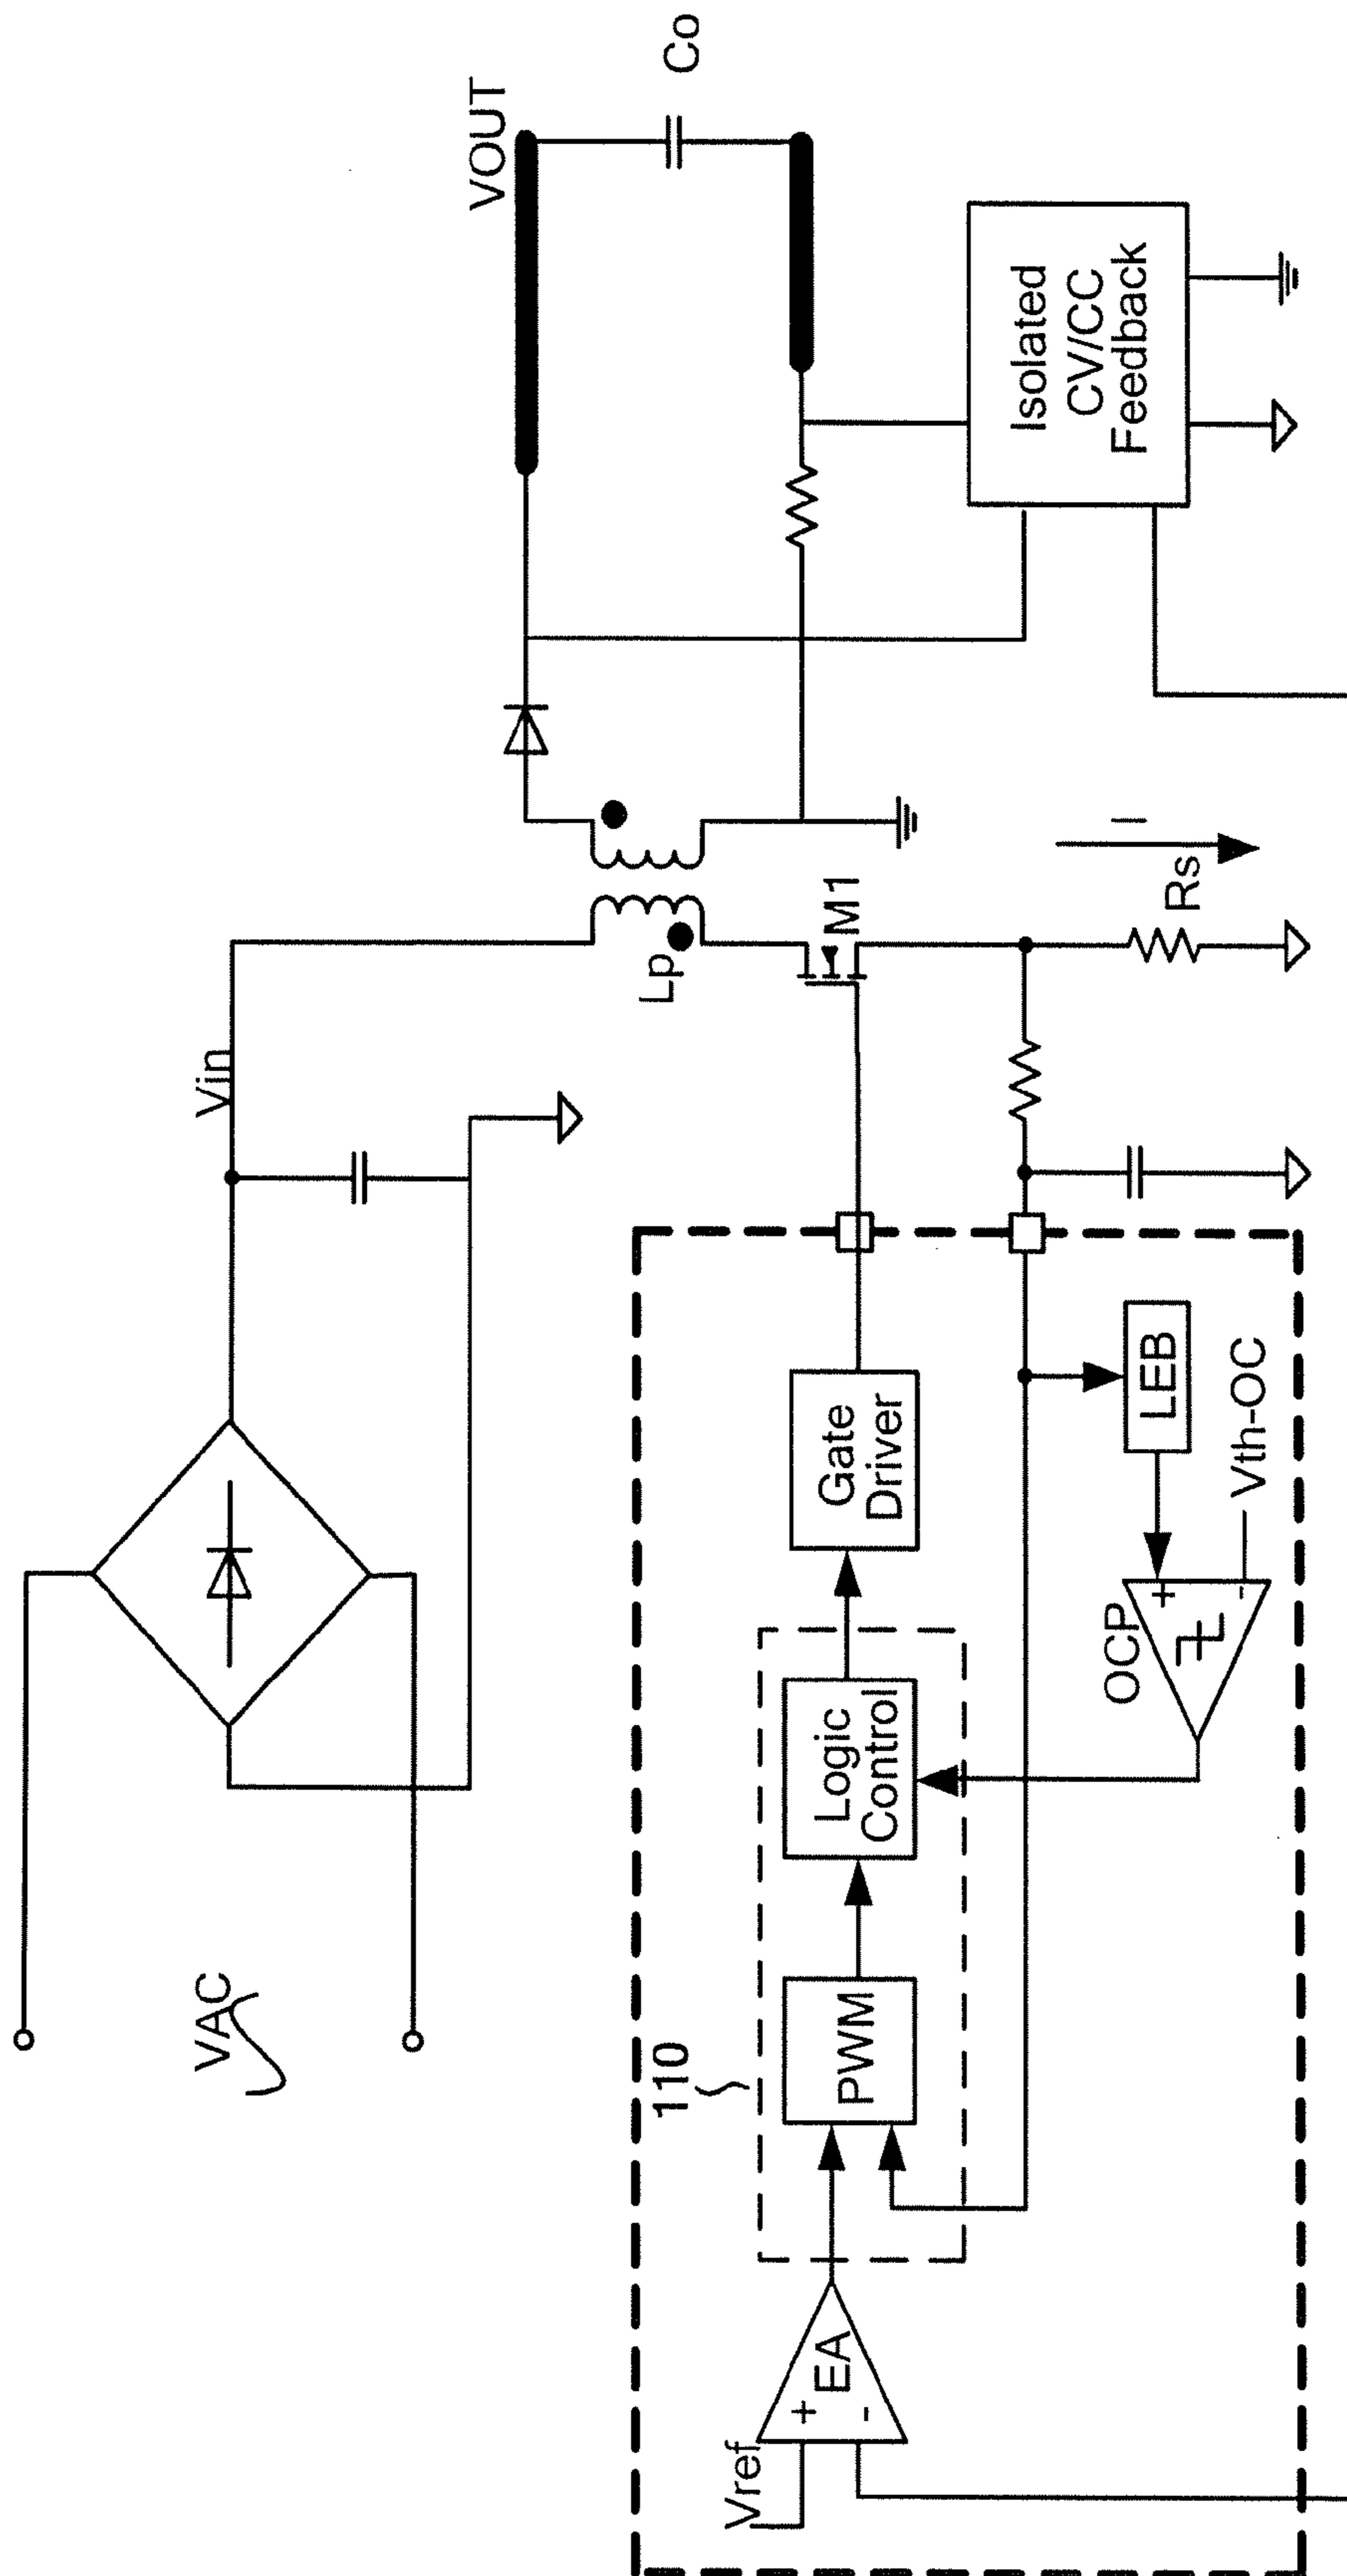 VAC
Vin
VOUT
Co
Lp
M1
Isolated
CV/CC
Feedback
I
Rs
110
Vref
+
-
EA
PWM
Logic
Control
Gate
Driver
OCP
+
-
LEB
Vth-OC